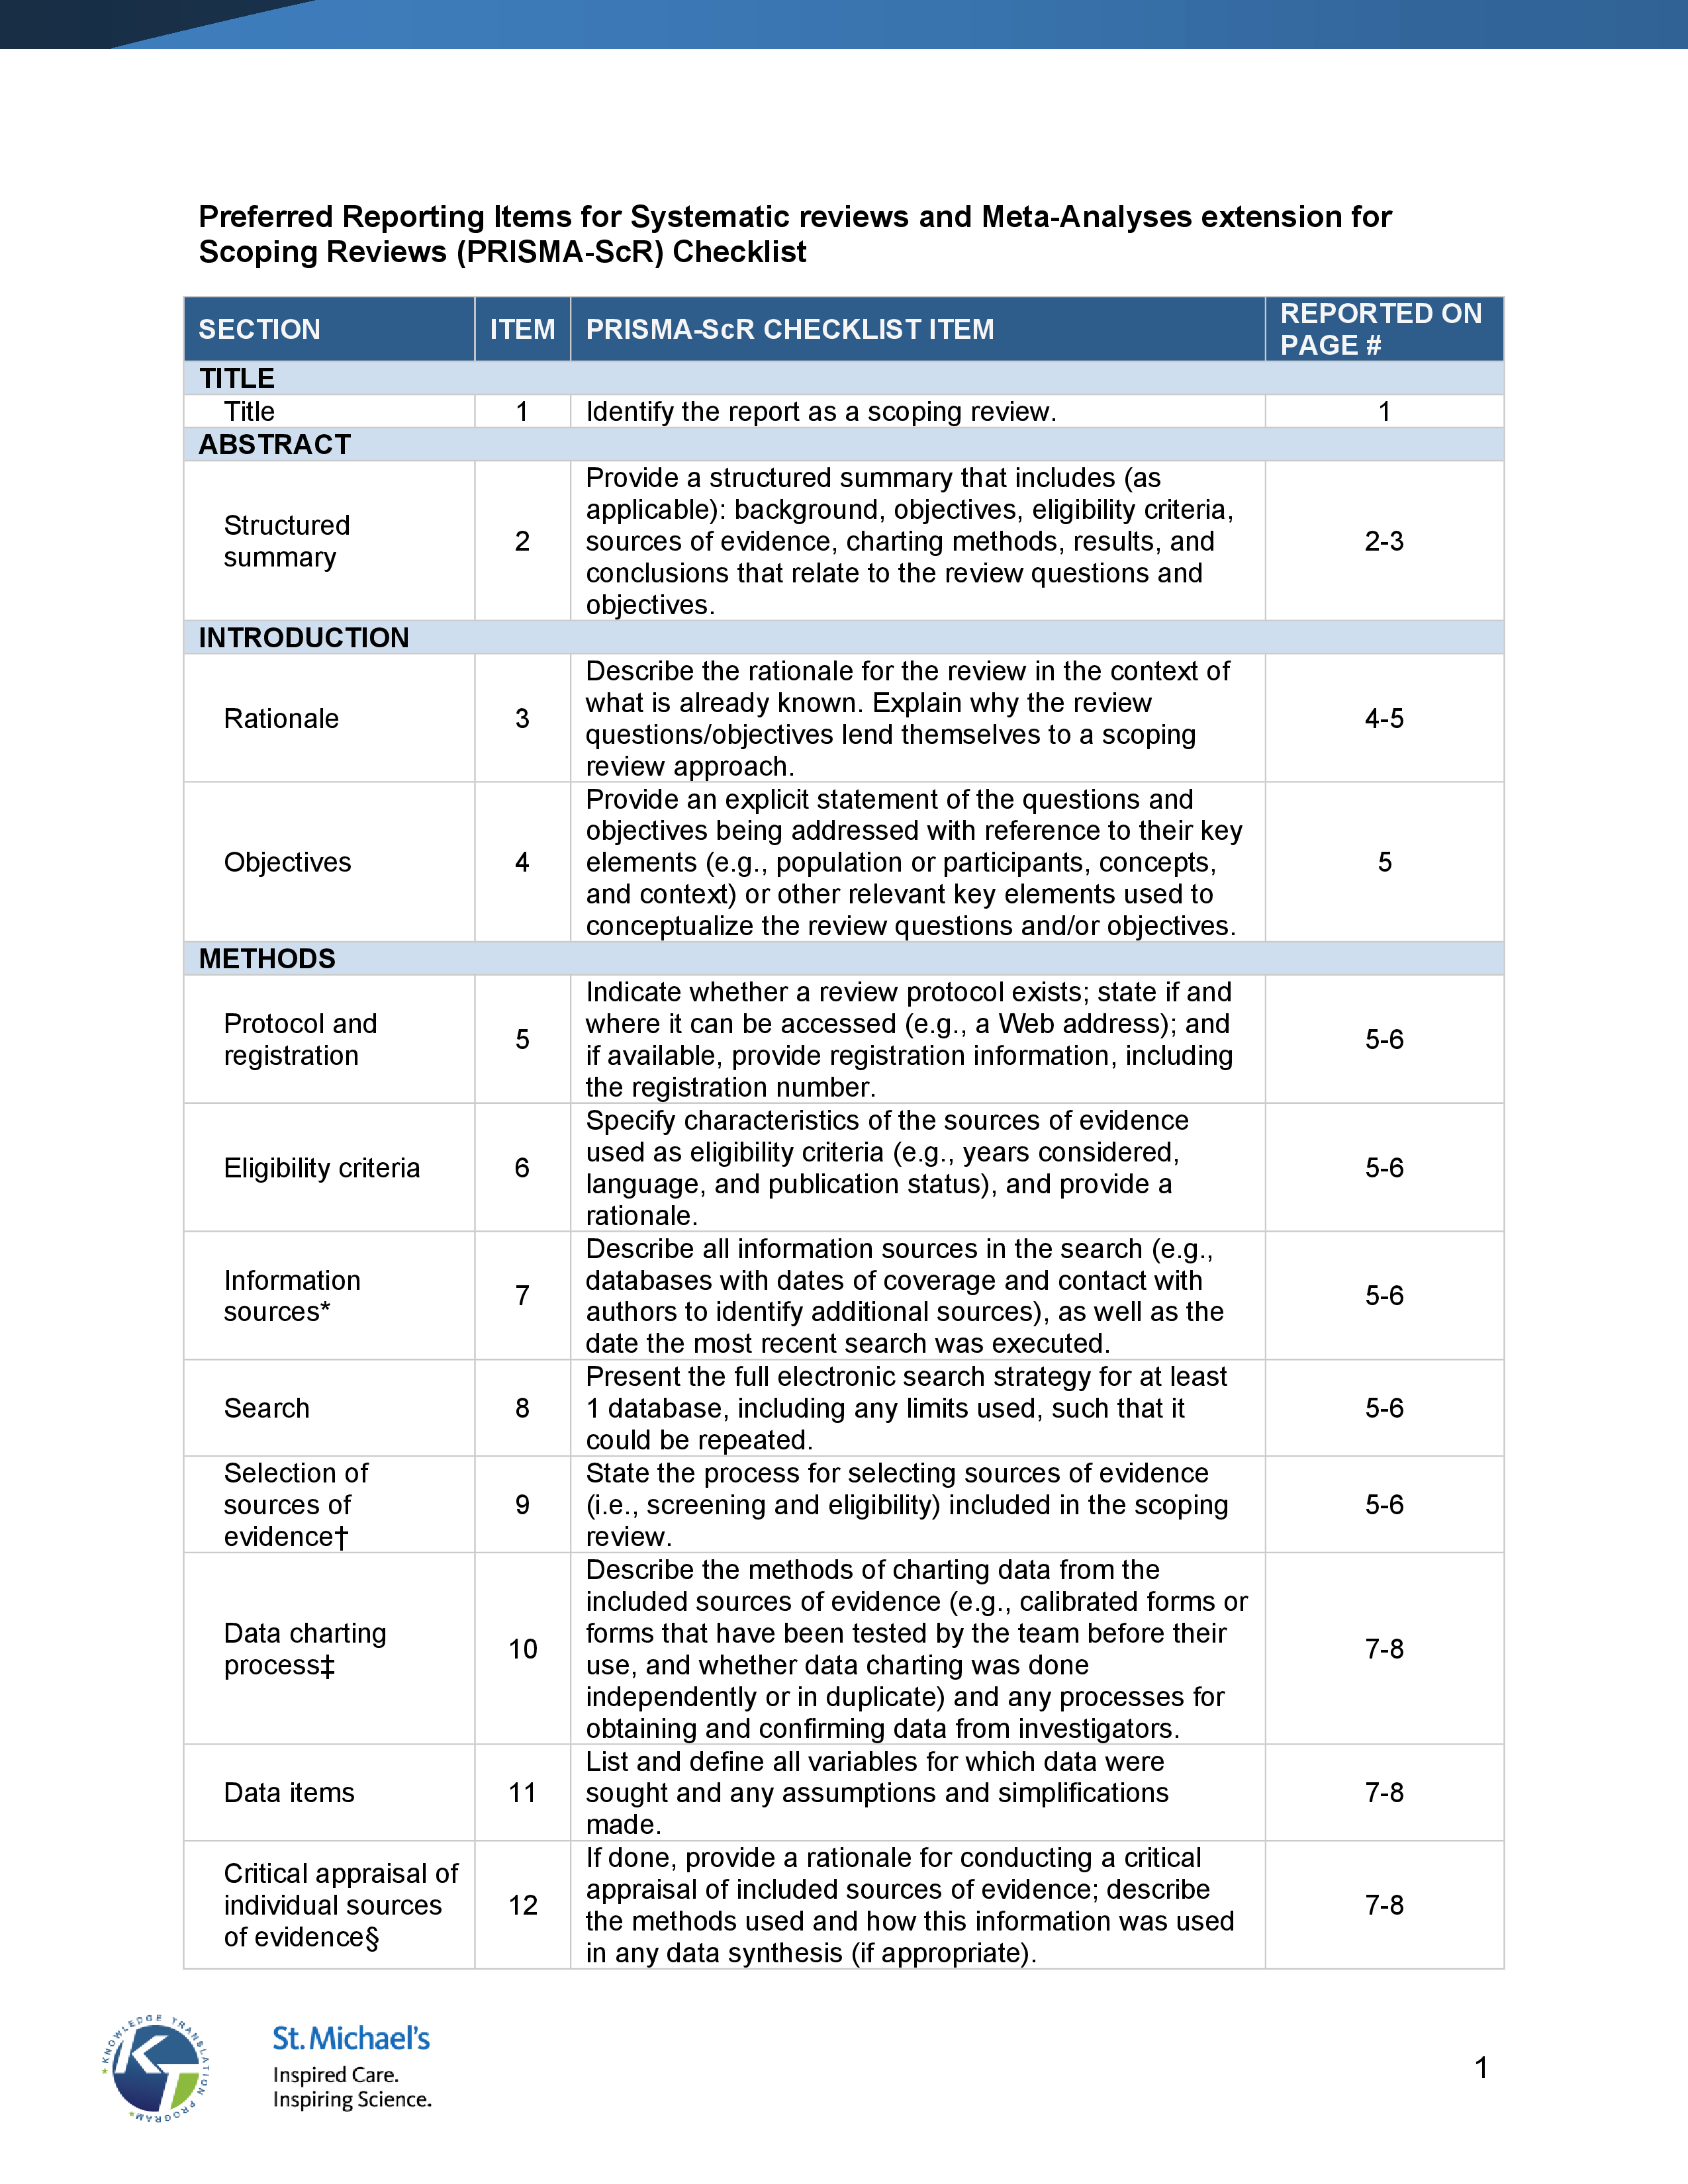 Preferred Reporting Items for Systematic reviews and Meta-Analyses extension for
Scoping Reviews (PRISMA-ScR) Checklist
SECTION ITEM PRISMA-ScR CHECKLIST ITEM REPORTED ON PAGE #
TITLE
Title 1 Identify the report as a scoping review. 1
ABSTRACT
Structured
summary
2
Provide a structured summary that includes (as
applicable): background, objectives, eligibility criteria,
sources of evidence, charting methods, results, and
conclusions that relate to the review questions and
objectives.
2-3
INTRODUCTION
Rationale
3
Describe the rationale for the review in the context of
what is already known. Explain why the review
questions/objectives lend themselves to a scoping
review approach.
4-5
Objectives
4
Provide an explicit statement of the questions and
objectives being addressed with reference to their key
elements (e.g., population or participants, concepts,
and context) or other relevant key elements used to
conceptualize the review questions and/or objectives.
5
METHODS
Protocol and
registration
5
Indicate whether a review protocol exists; state if and
where it can be accessed (e.g., a Web address); and
if available, provide registration information, including
the registration number.
5-6
Eligibility criteria
6
Specify characteristics of the sources of evidence
used as eligibility criteria (e.g., years considered,
language, and publication status), and provide a
rationale.
5-6
Information
sources*
7
Describe all information sources in the search (e.g.,
databases with dates of coverage and contact with
authors to identify additional sources), as well as the
date the most recent search was executed.
5-6
Search
8
Present the full electronic search strategy for at least
1 database, including any limits used, such that it
could be repeated.
5-6
Selection of
sources of
evidence†
9
State the process for selecting sources of evidence
(i.e., screening and eligibility) included in the scoping
review.
5-6
Data charting
process‡
10
Describe the methods of charting data from the
included sources of evidence (e.g., calibrated forms or
forms that have been tested by the team before their
use, and whether data charting was done
independently or in duplicate) and any processes for
obtaining and confirming data from investigators.
7-8
Data items
11
List and define all variables for which data were
sought and any assumptions and simplifications
made.
7-8
Critical appraisal of
individual sources
of evidence§
12
If done, provide a rationale for conducting a critical
appraisal of included sources of evidence; describe
the methods used and how this information was used
in any data synthesis (if appropriate).
7-8
KNOWLEDGE TRANSLATION PROGRAM
KT
St. Michael's
Inspired Care.
Inspiring Science.
1